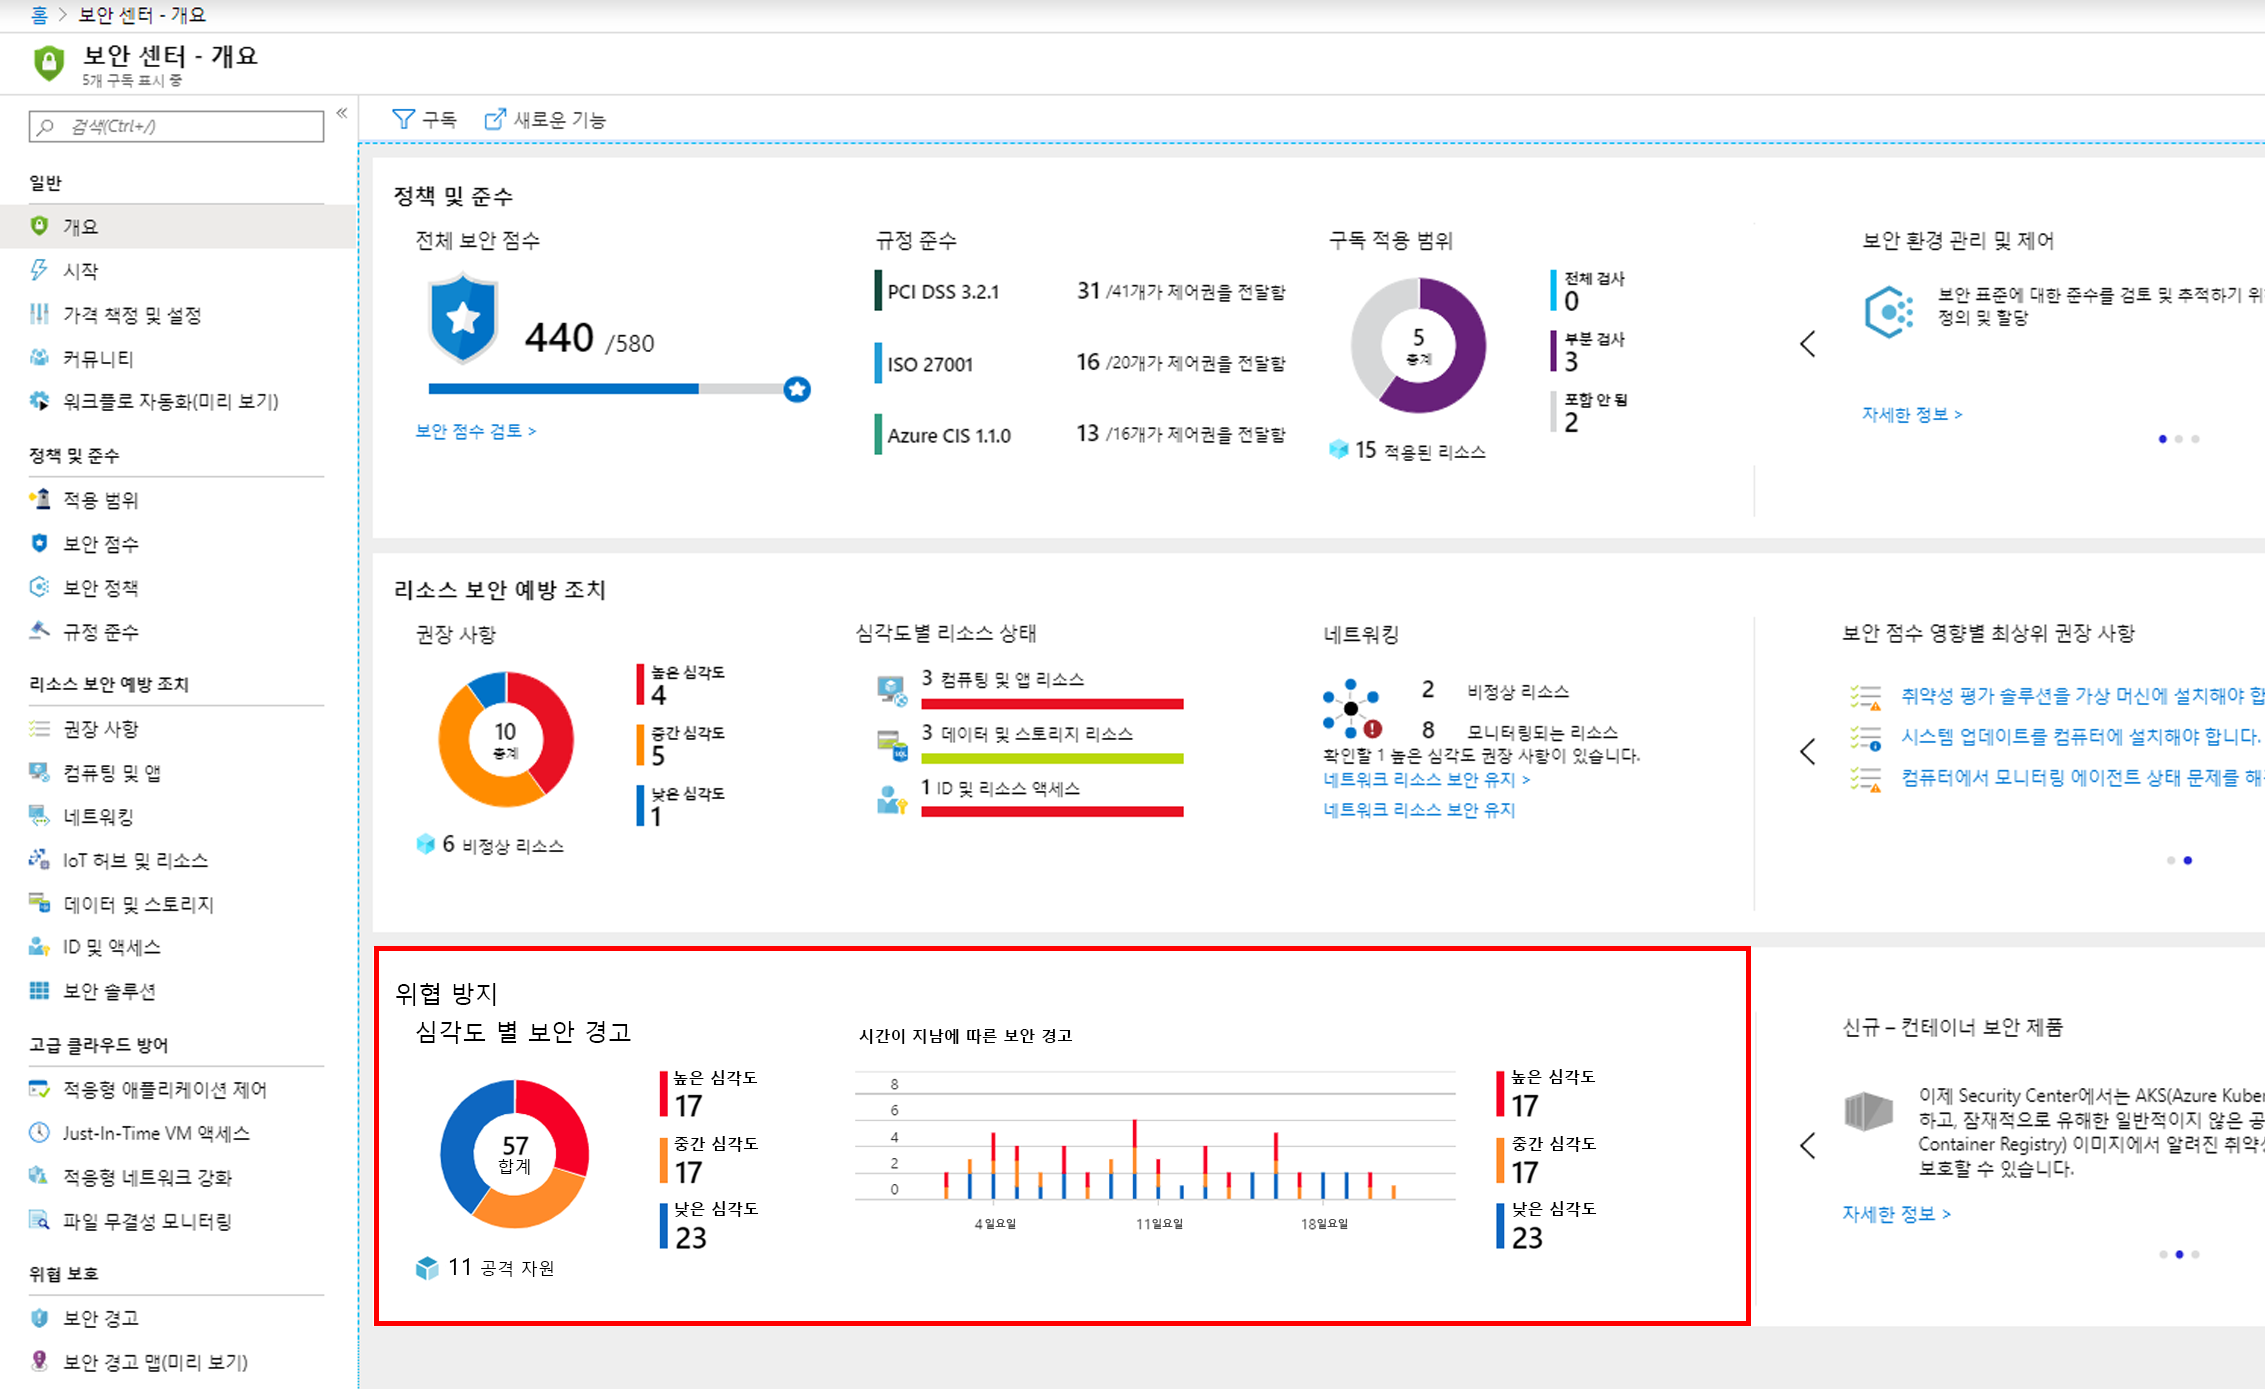 홈 > 보안 센터 - 개요
보안 센터 - 개요
5개 구독 표시 중
검색(Ctrl+/)
«
일반
개요
시작
가격 책정 및 설정
커뮤니티
워크플로 자동화(미리 보기)
정책 및 준수
적용 범위
보안 점수
보안 정책
규정 준수
리소스 보안 예방 조치
권장 사항
컴퓨팅 및 앱
네트워킹
IoT 허브 및 리소스
데이터 및 스토리지
ID 및 액세스
보안 솔루션
고급 클라우드 방어
적응형 애플리케이션 제어
Just-In-Time VM 액세스
적응형 네트워크 강화
파일 무결성 모니터링
위협 보호
보안 경고
보안 경고 맵(미리 보기)
구독
새로운 기능
정책 및 준수
전체 보안 점수
440 /580
보안 점수 검토 >
규정 준수
PCI DSS 3.2.1 31 /41개가 제어권을 전달함
ISO 27001 16 /20개가 제어권을 전달함
Azure CIS 1.1.0 13 /16개가 제어권을 전달함
구독 적용 범위
5
총계
전체 검사
0
부분 검사
3
포함 안 됨
2
15 적용된 리소스
보안 환경 관리 및 제어
보안 표준에 대한 준수를 검토 및 추적하기 위
정의 및 할당
자세한 정보 >
리소스 보안 예방 조치
권장 사항
10
총계
높은 심각도
4
중간 심각도
5
낮은 심각도
1
6 비정상 리소스
심각도별 리소스 상태
3 컴퓨팅 및 앱 리소스
3 데이터 및 스토리지 리소스
1 ID 및 리소스 액세스
네트워킹
2 비정상 리소스
8 모니터링되는 리소스
확인할 1 높은 심각도 권장 사항이 있습니다.
네트워크 리소스 보안 유지 >
네트워크 리소스 보안 유지
보안 점수 영향별 최상위 권장 사항
취약성 평가 솔루션을 가상 머신에 설치해야 합
시스템 업데이트를 컴퓨터에 설치해야 합니다.
컴퓨터에서 모니터링 에이전트 상태 문제를 해
위협 방지
심각도 별 보안 경고
57
합계
높은 심각도
17
중간 심각도
17
낮은 심각도
23
11 공격 자원
시간이 지남에 따른 보안 경고
8
6
4
2
0
4일요일
11일요일
18일요일
높은 심각도
17
중간 심각도
17
낮은 심각도
23
신규 – 컨테이너 보안 제품
이제 Security Center에서는 AKS(Azure Kuber
하고, 잠재적으로 유해한 일반적이지 않은 공
Container Registry) 이미지에서 알려진 취약성
보호할 수 있습니다.
자세한 정보 >